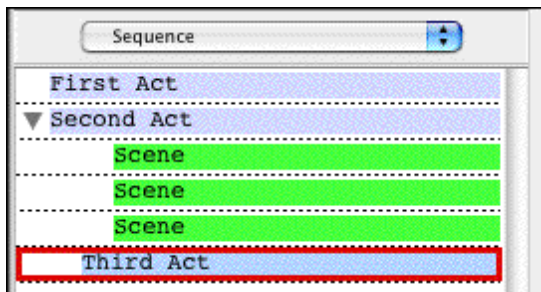 Sequence
First Act
Second Act
Scene
Scene
Scene
Third Act